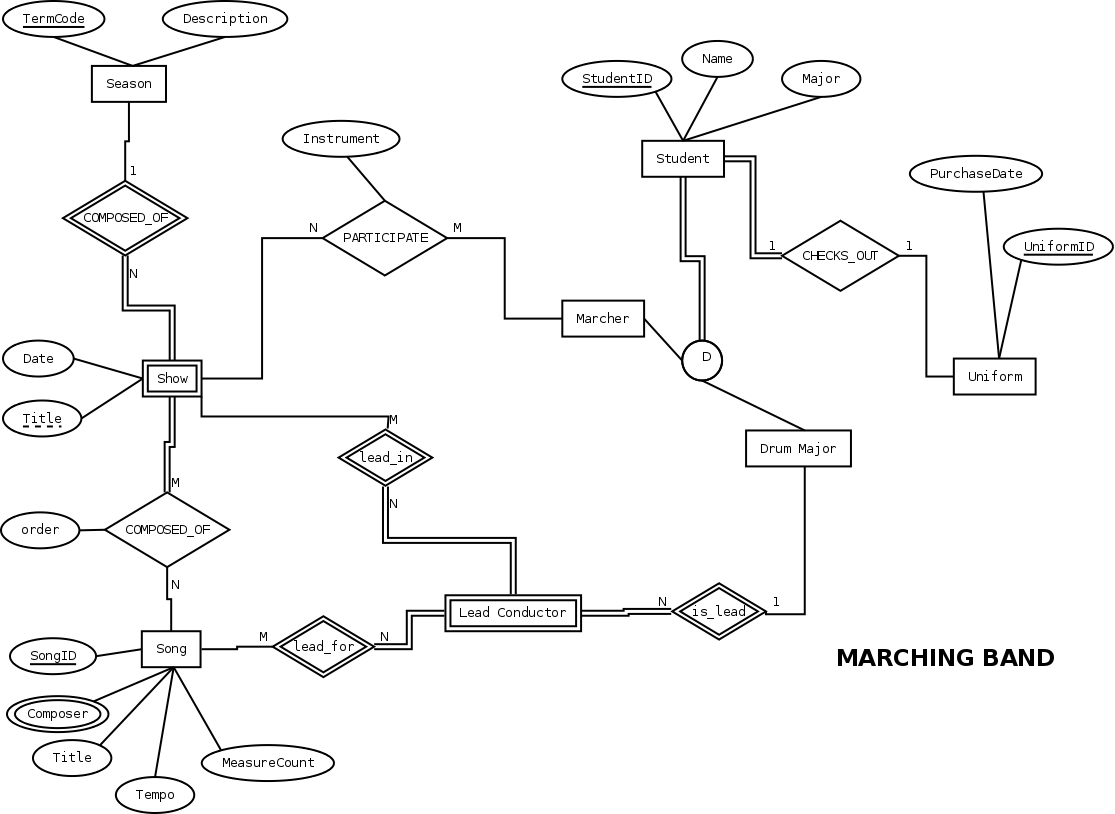 TermCode
Description
Season
1
COMPOSED_OF
N
Instrument
N
PARTICIPATE
M
StudentID
Name
Major
Student
1
CHECKS_OUT
1
PurchaseDate
UniformID
Uniform
Marcher
D
Drum Major
Date
Show
Title
M
lead_in
N
M
order
COMPOSED_OF
N
Lead Conductor
N
is_lead
1
SongID
Song
M
lead_for
N
Composer
Title
Tempo
MeasureCount
MARCHING BAND